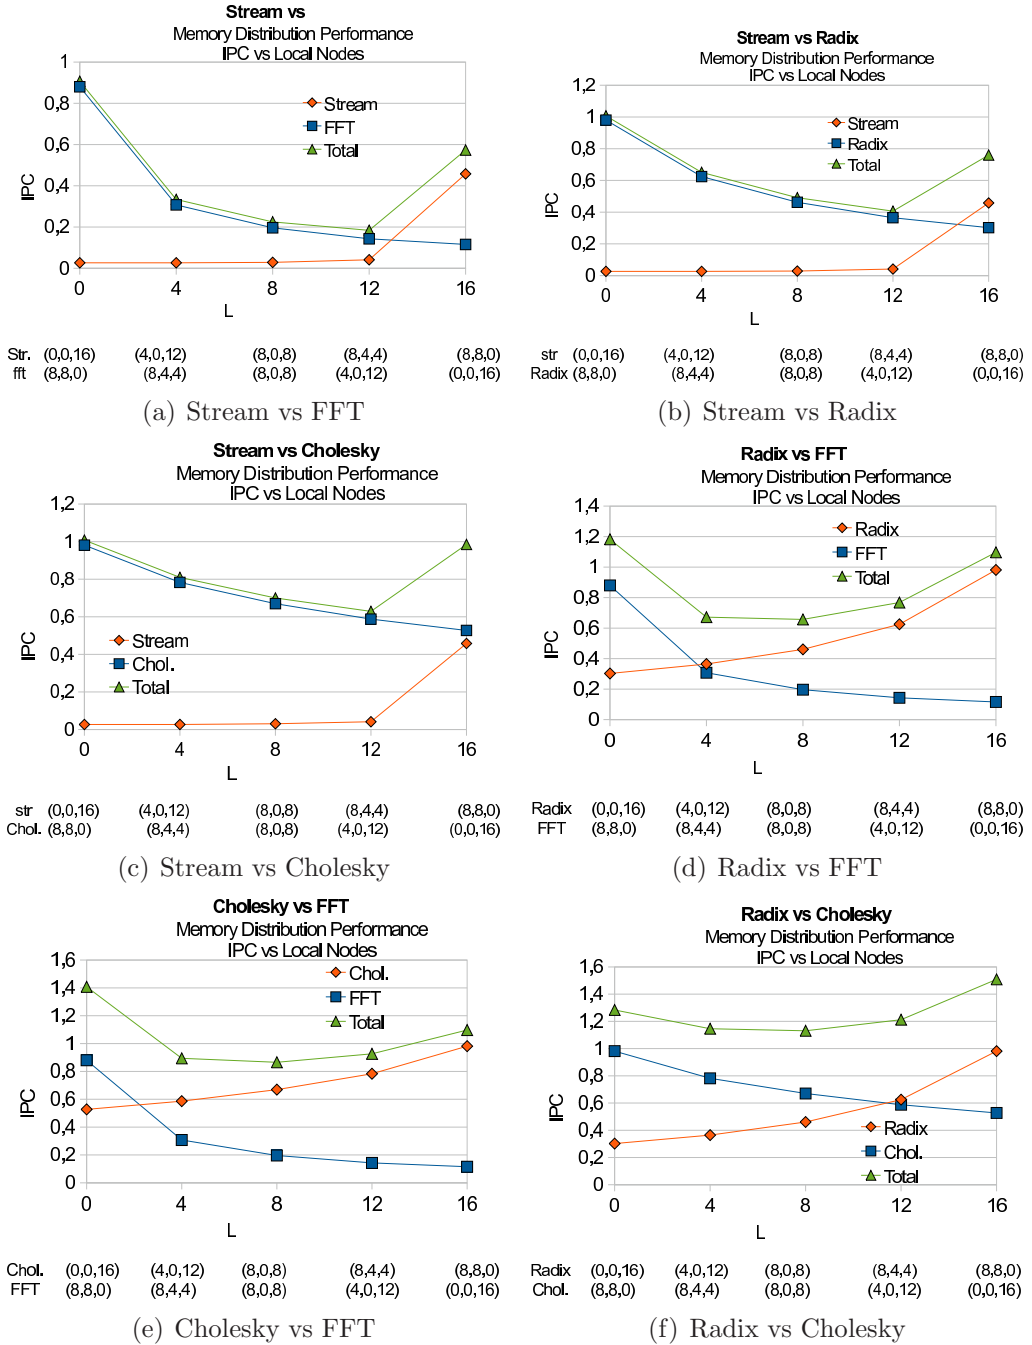 Stream vs
Memory Distribution Performance
IPC vs Local Nodes
1
0,8
0,6
0,4
0,2
0
IPC
Stream
FFT
Total
0 4 8 12 16
L
Str. (0,0,16) (4,0,12) (8,0,8) (8,4,4) (8,8,0)
fft (8,8,0) (8,4,4) (8,0,8) (4,0,12) (0,0,16)
(a) Stream vs FFT
Stream vs Radix
Memory Distribution Performance
IPC vs Local Nodes
1,2
1
0,8
0,6
0,4
0,2
0
IPC
Stream
Radix
Total
0 4 8 12 16
L
str (0,0,16) (4,0,12) (8,0,8) (8,4,4) (8,8,0)
Radix (8,8,0) (8,4,4) (8,0,8) (4,0,12) (0,0,16)
(b) Stream vs Radix
Stream vs Cholesky
Memory Distribution Performance
IPC vs Local Nodes
1,2
1
0,8
0,6
0,4
0,2
0
IPC
Stream
Chol.
Total
0 4 8 12 16
L
str (0,0,16) (4,0,12) (8,0,8) (8,4,4) (8,8,0)
Chol. (8,8,0) (8,4,4) (8,0,8) (4,0,12) (0,0,16)
(c) Stream vs Cholesky
Radix vs FFT
Memory Distribution Performance
IPC vs Local Nodes
1,4
1,2
1
0,8
0,6
0,4
0,2
0
IPC
Radix
FFT
Total
0 4 8 12 16
L
Radix (0,0,16) (4,0,12) (8,0,8) (8,4,4) (8,8,0)
FFT (8,8,0) (8,4,4) (8,0,8) (4,0,12) (0,0,16)
(d) Radix vs FFT
Cholesky vs FFT
Memory Distribution Performance
IPC vs Local Nodes
1,6
1,4
1,2
1
0,8
0,6
0,4
0,2
0
IPC
Chol.
FFT
Total
0 4 8 12 16
L
Chol. (0,0,16) (4,0,12) (8,0,8) (8,4,4) (8,8,0)
FFT (8,8,0) (8,4,4) (8,0,8) (4,0,12) (0,0,16)
(e) Cholesky vs FFT
Radix vs Cholesky
Memory Distribution Performance
IPC vs Local Nodes
1,6
1,4
1,2
1
0,8
0,6
0,4
0,2
0
IPC
Radix
Chol.
Total
0 4 8 12 16
L
Radix (0,0,16) (4,0,12) (8,0,8) (8,4,4) (8,8,0)
Chol. (8,8,0) (8,4,4) (8,0,8) (4,0,12) (0,0,16)
(f) Radix vs Cholesky